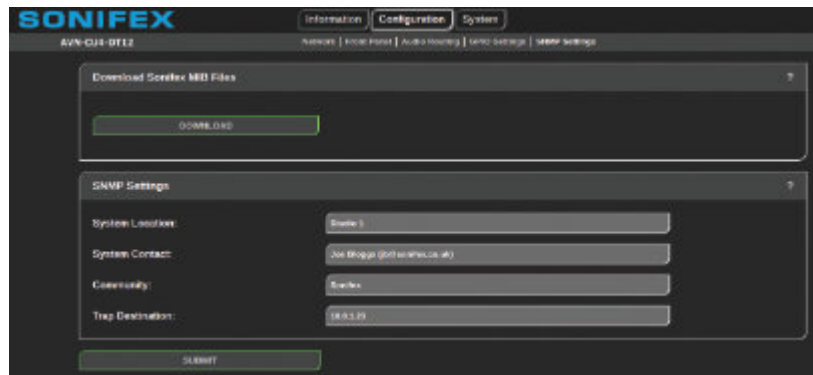 SONIFEX
Information Configuration System
AVN-CU4-DT12
Network | Front Panel | Audio Routing | GPIO Settings | SNMP Settings
Download Sonifex MIB Files ?
DOWNLOAD
SNMP Settings ?
System Location: Studio 1
System Contact: Joe Bloggs
Community: Sonifex
Trap Destination:
SUBMIT